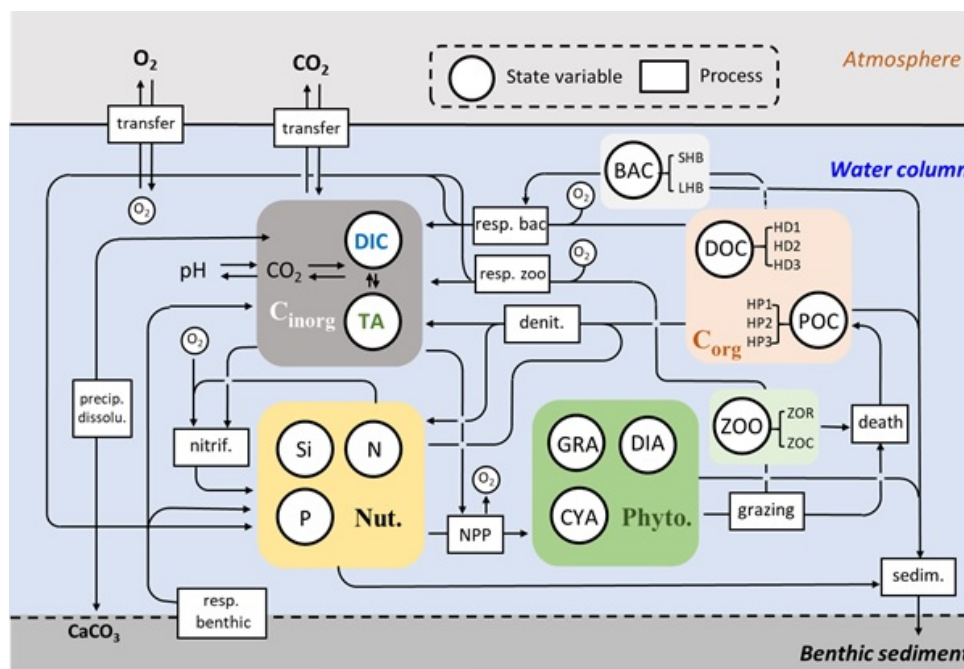 O₂
CO₂
State variable
Process
Atmosphere
transfer
transfer
Water column
O₂
BAC
SHB
LHB
resp. bac
O₂
DIC
DOC
HD1
HD2
HD3
resp. zoo
O₂
pH
CO₂
C inorg
TA
denit.
HP1
HP2
HP3
POC
C org
O₂
precip.
dissolu.
nitrif.
Si
N
GRA
DIA
ZOO
ZOR
ZOC
death
P
Nut.
O₂
NPP
CYA
Phyto.
grazing
sedim.
resp.
benthic
CaCO₃
Benthic sediment